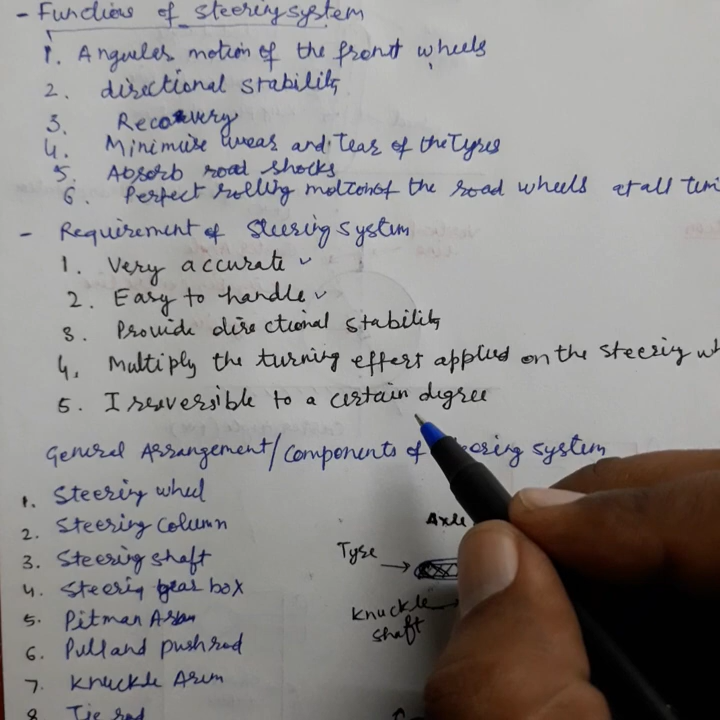 - Functions of steering system
1. Angular motion of the front wheels
2. directional stability
3. Recovery
4. Minimise wear and Tear of the Tyres
5. Absorb road shocks
6. Perfect rolling motion of the road wheels at all
- Requirement of Steering System
1. Very accurate ✓
2. Easy to handle ✓
3. Provide directional stability
4. Multiply the turning effort applied on the steering
5. Irreversible to a certain degree
General Arrangement/Components of Steering System
1. Steering wheel
2. Steering Column
3. Steering shaft
4. Steering gear box
5. Pitman Arm
6. Pull and push rod
7. Knuckle Arm
8. Tie rod
Axle
Tyre
Knuckle
shaft